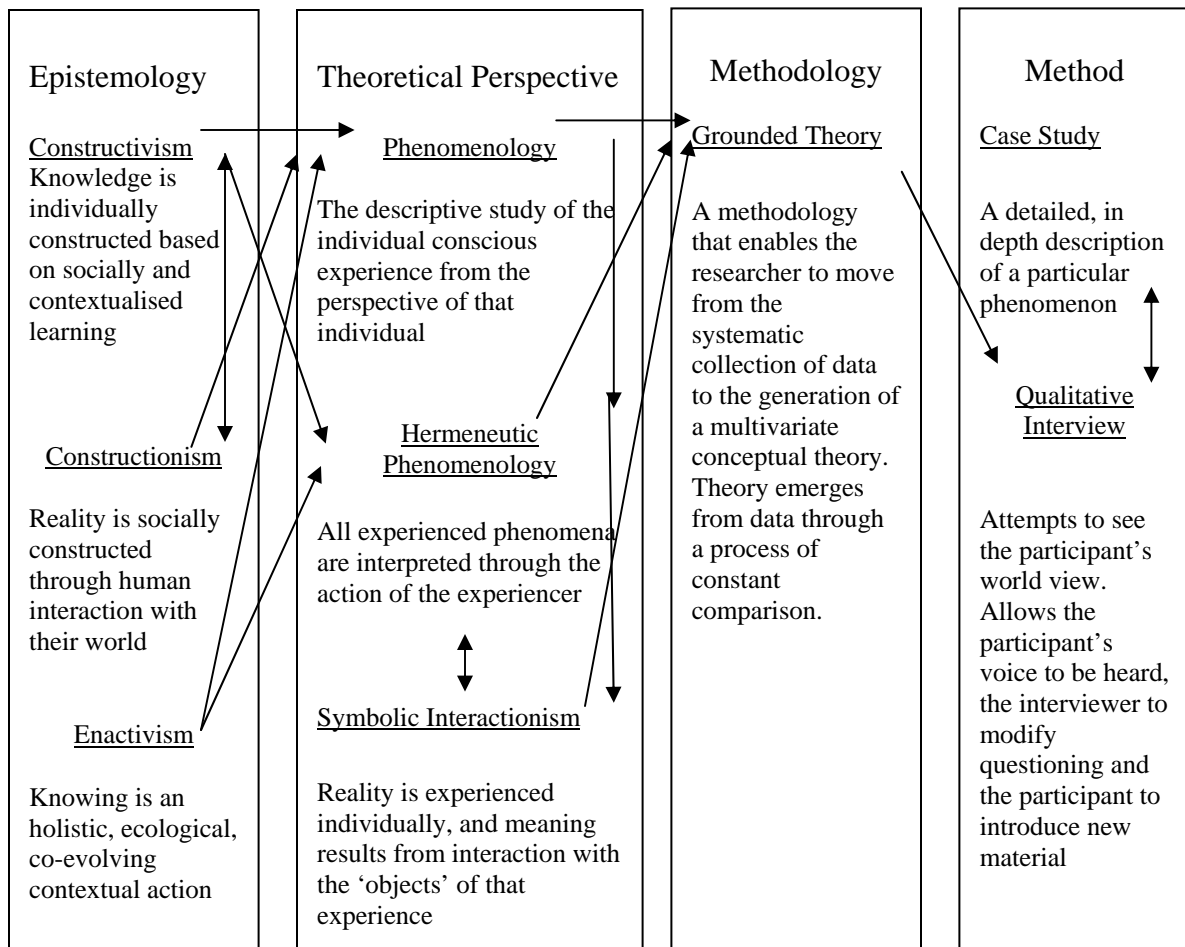 Epistemology
Constructivism
Knowledge is
individually
constructed based
on socially and
contextualised
learning
Constructionism
Reality is socially
constructed
through human
interaction with
their world
Enactivism
Knowing is an
holistic, ecological,
co-evolving
contextual action
Theoretical Perspective
Phenomenology
The descriptive study of the
individual conscious
experience from the
perspective of that
individual
Hermeneutic
Phenomenology
All experienced phenomena
are interpreted through the
action of the experiencer
Symbolic Interactionism
Reality is experienced
individually, and meaning
results from interaction with
the ‘objects’ of that
experience
Methodology
Grounded Theory
A methodology
that enables the
researcher to move
from the
systematic
collection of data
to the generation of
a multivariate
conceptual theory.
Theory emerges
from data through
a process of
constant
comparison.
Method
Case Study
A detailed, in
depth description
of a particular
phenomenon
Qualitative
Interview
Attempts to see
the participant’s
world view.
Allows the
participant’s
voice to be heard,
the interviewer to
modify
questioning and
the participant to
introduce new
material